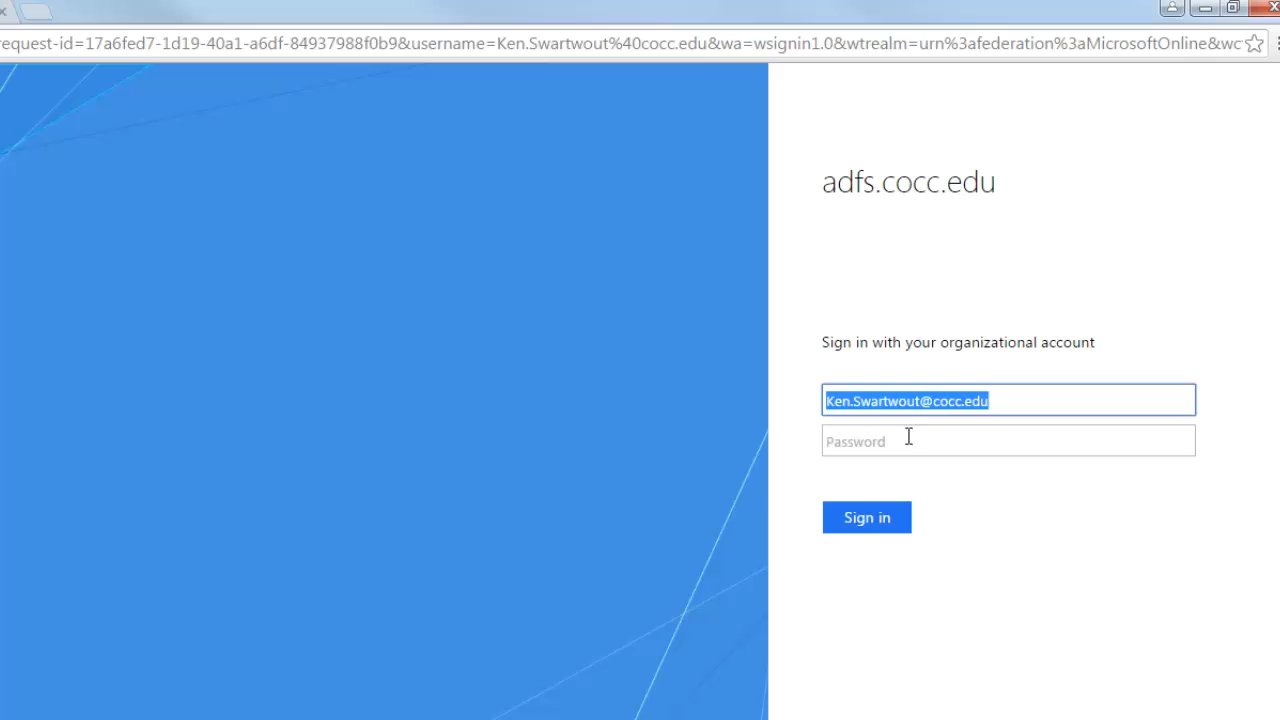 request-id=17a6fed7-1d19-40a1-a6df-84937988f0b9&username=Ken.Swartwout%40cocc.edu&wa=wsignin1.0&wtrealm=urn%3afederation%3aMicrosoftOnline&wc
adfs.cocc.edu
Sign in with your organizational account
Ken.Swartwout@cocc.edu
Password
Sign in